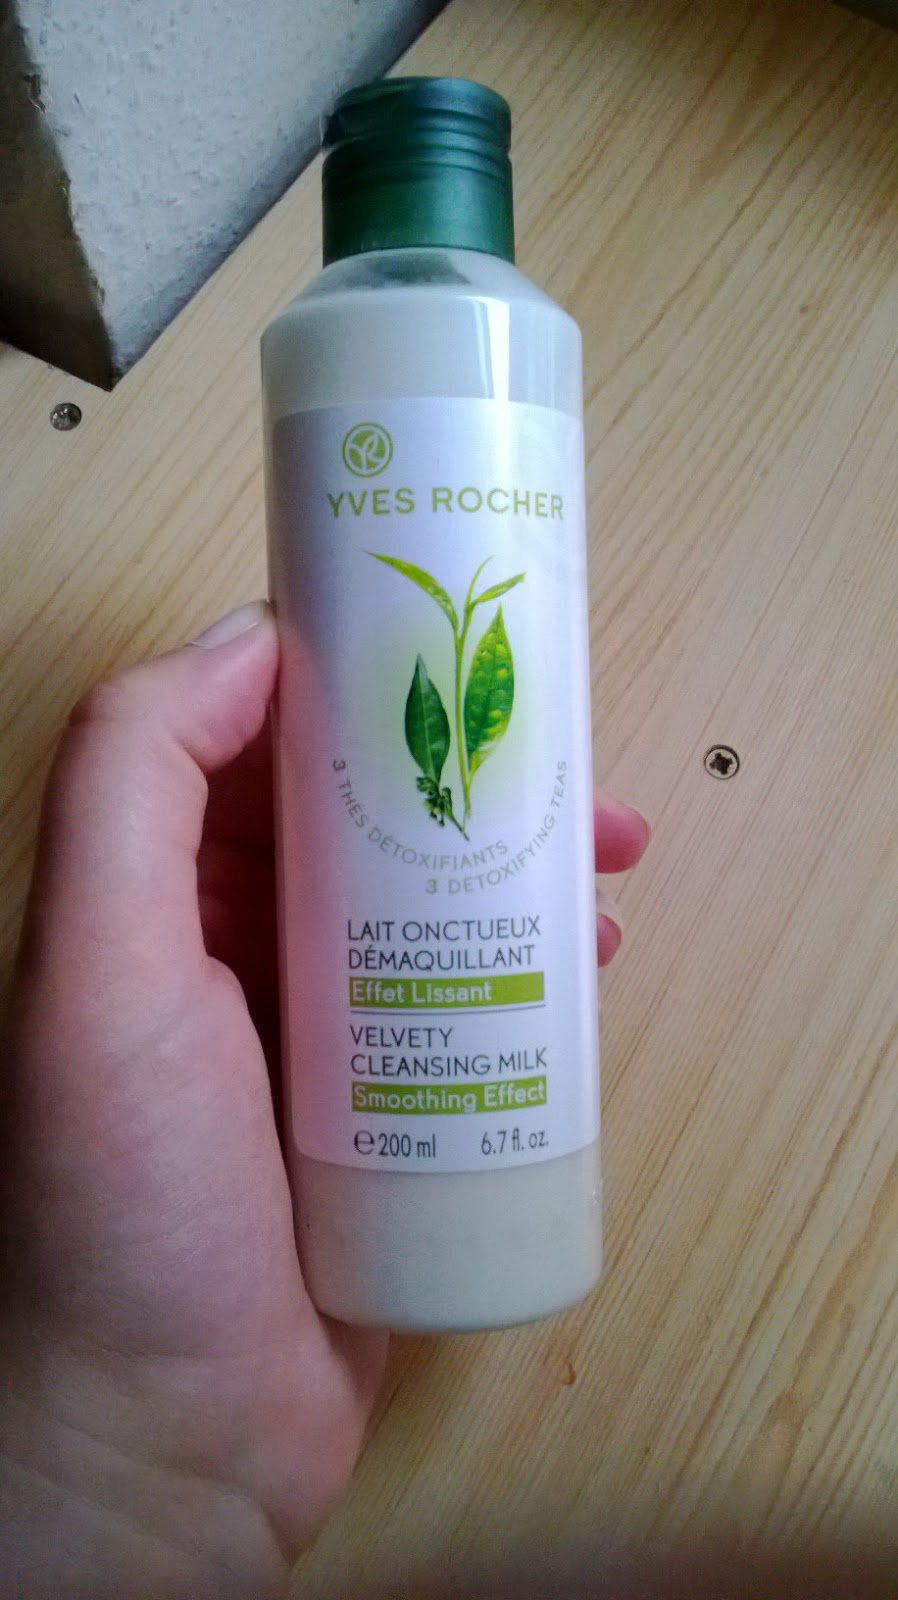 YVES ROCHER
3 THÉS DÉTOXIFIANTS
3 DETOXIFYING TEAS
LAIT ONCTUEUX
DÉMAQUILLANT
Effet Lissant
VELVETY
CLEANSING MILK
Smoothing Effect
℮ 200 ml 6.7 fl. oz.